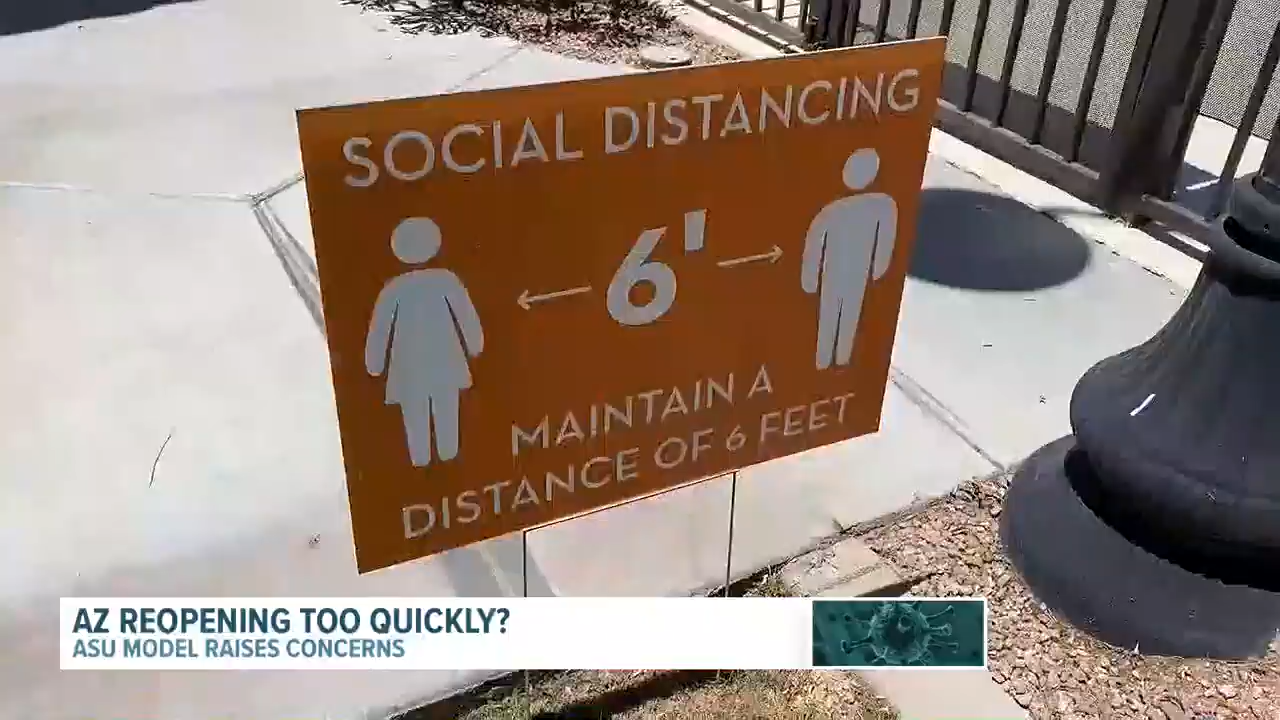 SOCIAL DISTANCING
6'
MAINTAIN A
DISTANCE OF 6 FEET
AZ REOPENING TOO QUICKLY?
ASU MODEL RAISES CONCERNS